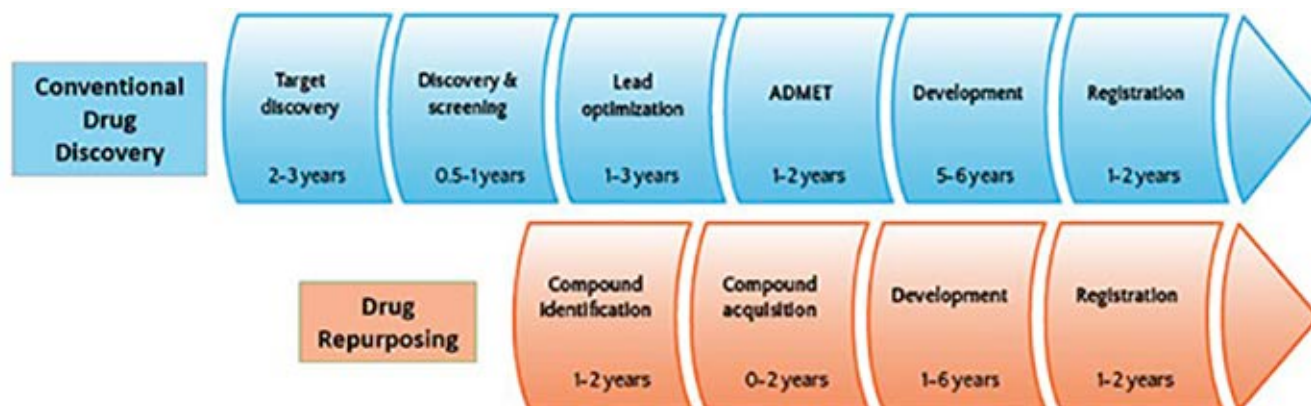 Conventional
Drug
Discovery
Target
discovery
2-3 years
Discovery &
screening
0.5-1 years
Lead
optimization
1-3 years
ADMET
1-2 years
Development
5-6 years
Registration
1-2 years
Drug
Repurposing
Compound
identification
1-2 years
Compound
acquisition
0-2 years
Development
1-6 years
Registration
1-2 years